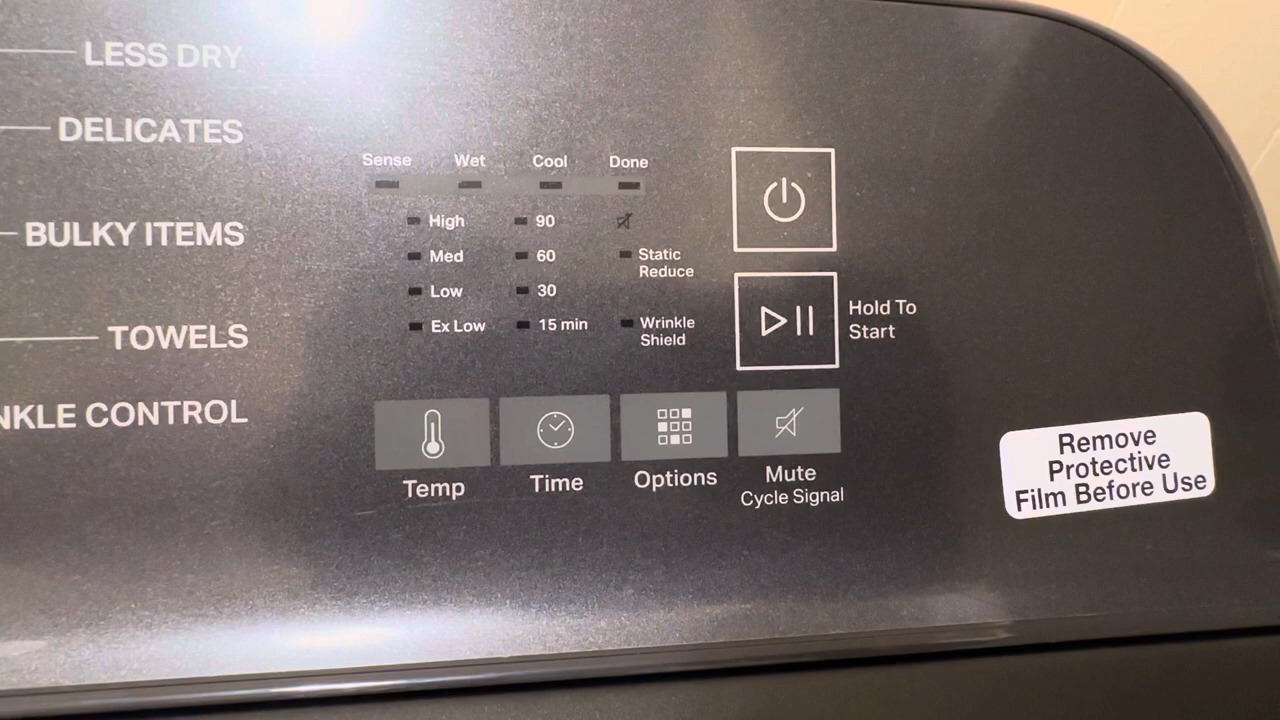 LESS DRY
DELICATES
BULKY ITEMS
TOWELS
NKLE CONTROL
Sense Wet Cool Done
High 90
Med 60 Static
Reduce
Low 30
Ex Low 15 min Wrinkle
Shield
Hold To
Start
Temp Time Options Mute
Cycle Signal
Remove
Protective
Film Before Use